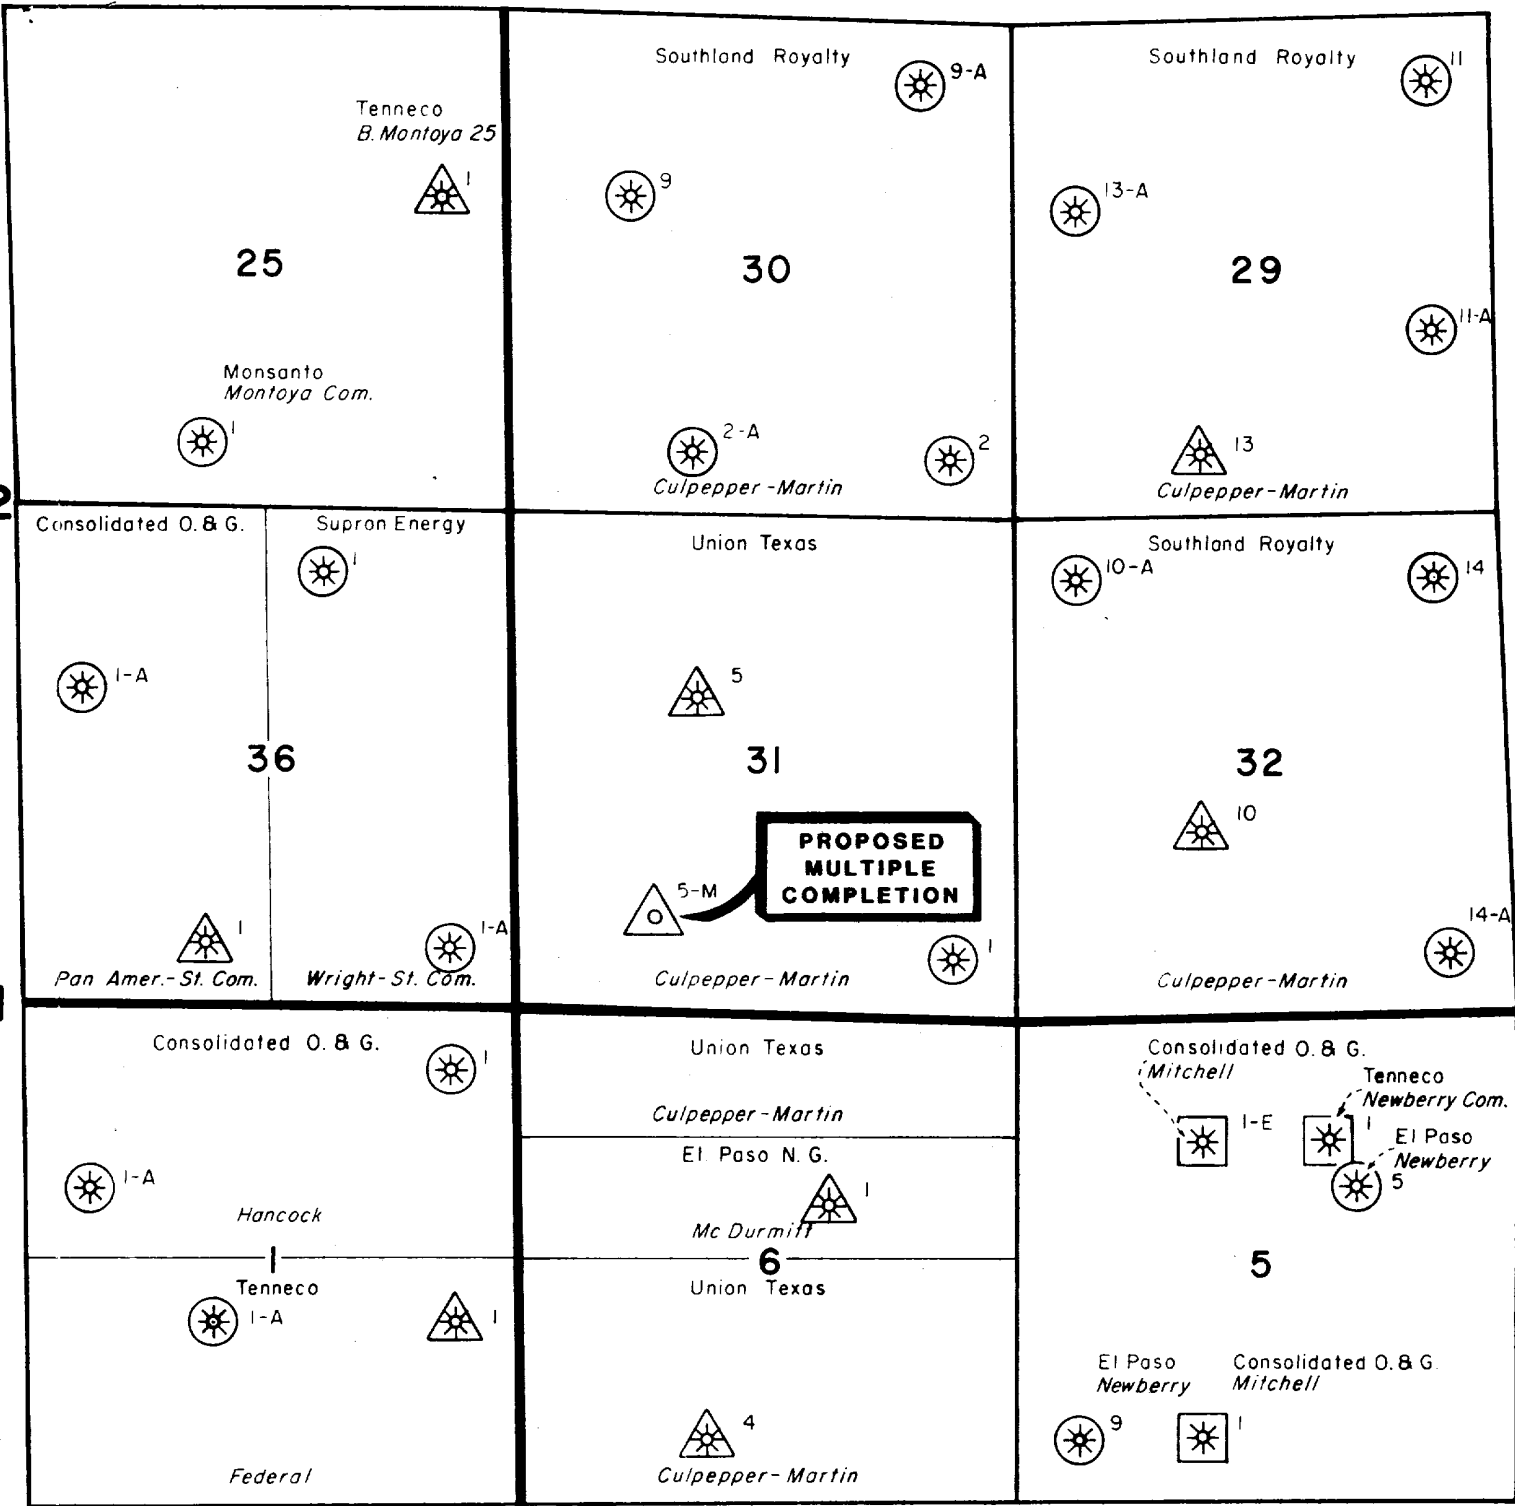 Tenneco
B. Montoya 25
1
25
Monsanto
Montoya Com.
1
Southland Royalty
9-A
9
30
2-A
2
Culpepper-Martin
Southland Royalty
11
13-A
29
11-A
13
Culpepper-Martin
Consolidated O. & G.
1-A
1
Pan Amer.-St. Com.
36
Supron Energy
1
1-A
Wright-St. Com.
Union Texas
5
31
PROPOSED
MULTIPLE
COMPLETION
5-M
1
Culpepper-Martin
Southland Royalty
10-A
14
32
10
14-A
Culpepper-Martin
Consolidated O. & G.
1
1-A
Hancock
1
Tenneco
1-A
1
Federal
Union Texas
Culpepper-Martin
El Paso N. G.
1
Mc Durmitt
6
Union Texas
4
Culpepper-Martin
Consolidated O. & G.
Mitchell
Tenneco
Newberry Com.
1-E
1
El Paso
Newberry
5
5
El Paso
Newberry
9
Consolidated O. & G.
Mitchell
1